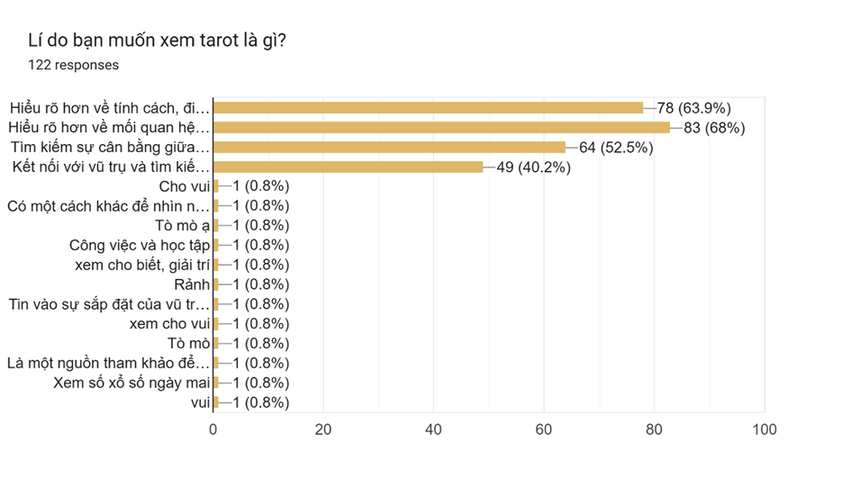 Lí do bạn muốn xem tarot là gì?
122 responses
Hiểu rõ hơn về tính cách, đi… 78 (63.9%)
Hiểu rõ hơn về mối quan hệ… 83 (68%)
Tìm kiếm sự cân bằng giữa… 64 (52.5%)
Kết nối với vũ trụ và tìm kiế… 49 (40.2%)
Cho vui 1 (0.8%)
Có một cách khác để nhìn n… 1 (0.8%)
Tò mò ạ 1 (0.8%)
Công việc và học tập 1 (0.8%)
xem cho biết, giải trí 1 (0.8%)
Rảnh 1 (0.8%)
Tin vào sự sắp đặt của vũ tr… 1 (0.8%)
xem cho vui 1 (0.8%)
Tò mò 1 (0.8%)
Là một nguồn tham khảo để… 1 (0.8%)
Xem số xổ số ngày mai 1 (0.8%)
vui 1 (0.8%)
0 20 40 60 80 100